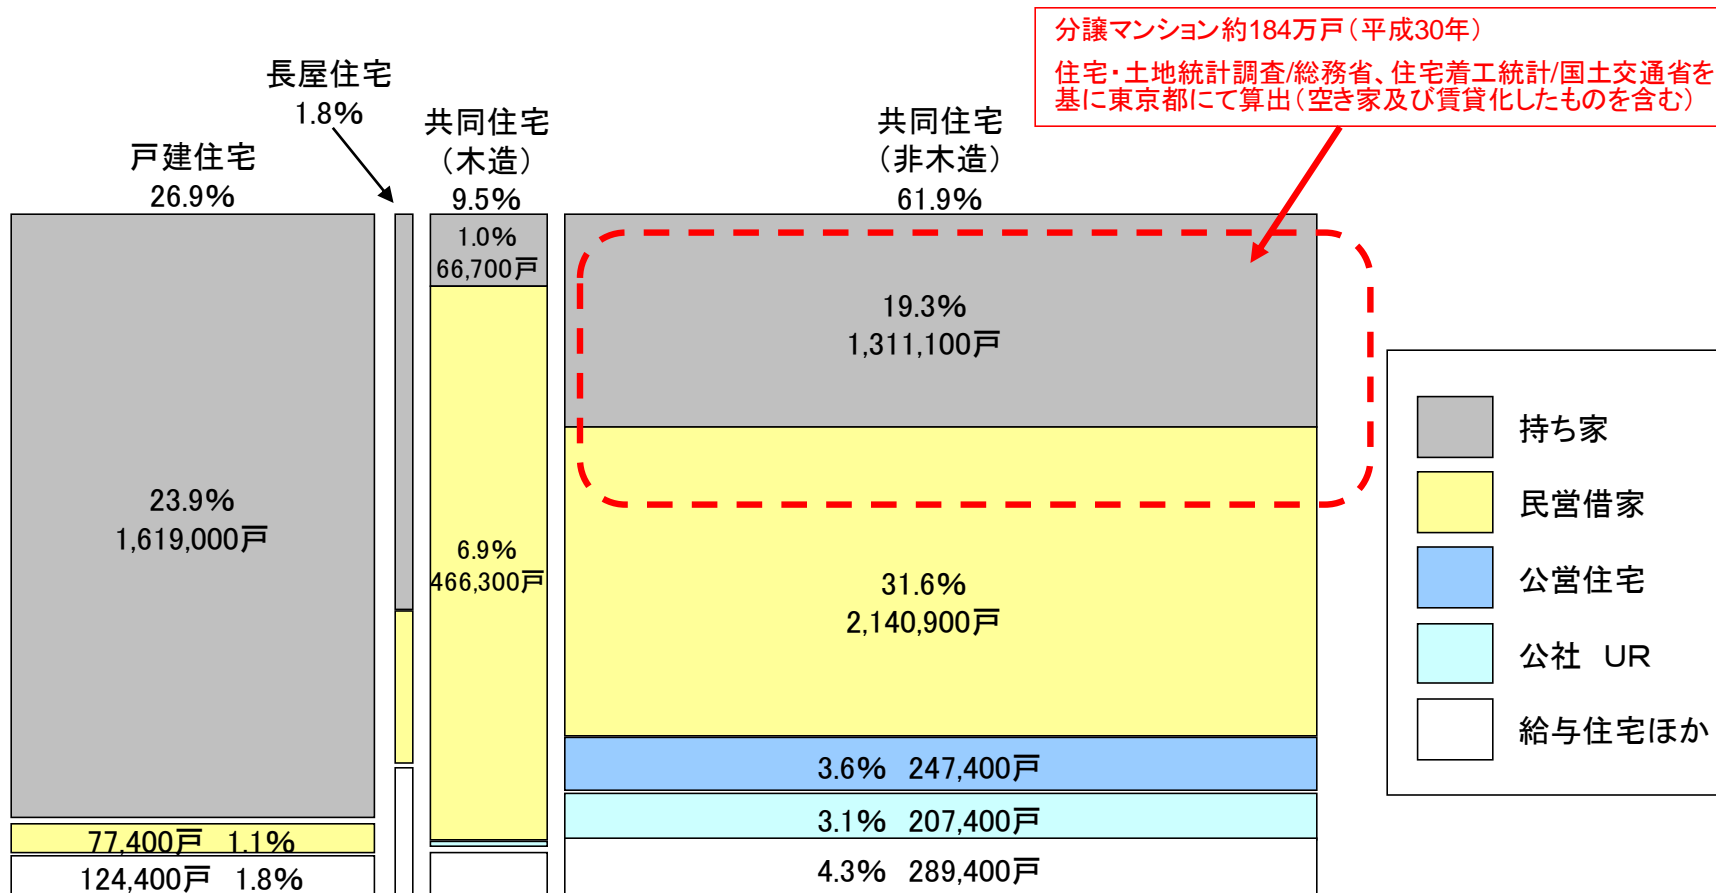 分譲マンション約184万戸（平成30年）
住宅・土地統計調査/総務省、住宅着工統計/国土交通省を
基に東京都にて算出（空き家及び賃貸化したものを含む）
戸建住宅
26.9%
長屋住宅
1.8%
共同住宅
（木造）
9.5%
共同住宅
（非木造）
61.9%
23.9%
1,619,000戸
77,400戸 1.1%
124,400戸 1.8%
1.0%
66,700戸
6.9%
466,300戸
19.3%
1,311,100戸
31.6%
2,140,900戸
3.6% 247,400戸
3.1% 207,400戸
4.3% 289,400戸
持ち家
民営借家
公営住宅
公社　UR
給与住宅ほか